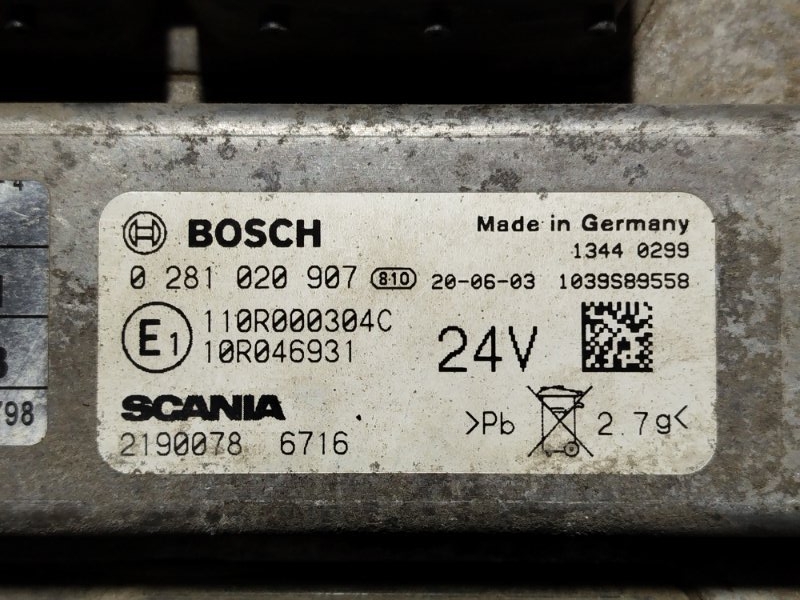 BOSCH
Made in Germany
1344 0299
0 281 020 907 810 20-06-03 1039S89558
E1
110R000304C
10R046931
24V
SCANIA
2190078 6716
>Pb 2.7g<
798